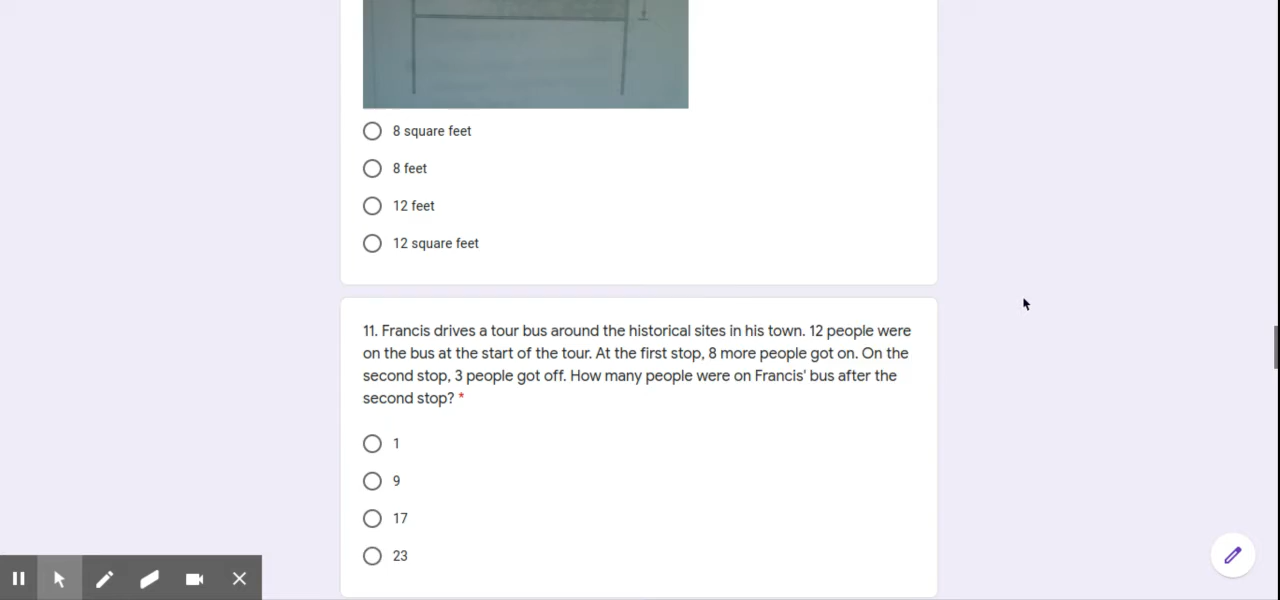 8 square feet
8 feet
12 feet
12 square feet
11. Francis drives a tour bus around the historical sites in his town. 12 people were
on the bus at the start of the tour. At the first stop, 8 more people got on. On the
second stop, 3 people got off. How many people were on Francis' bus after the
second stop? *
1
9
17
23